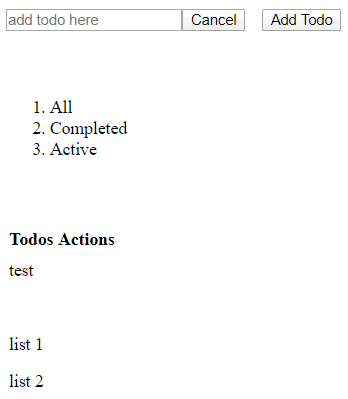 add todo here Cancel Add Todo
1. All
2. Completed
3. Active
Todos Actions
test
list 1
list 2